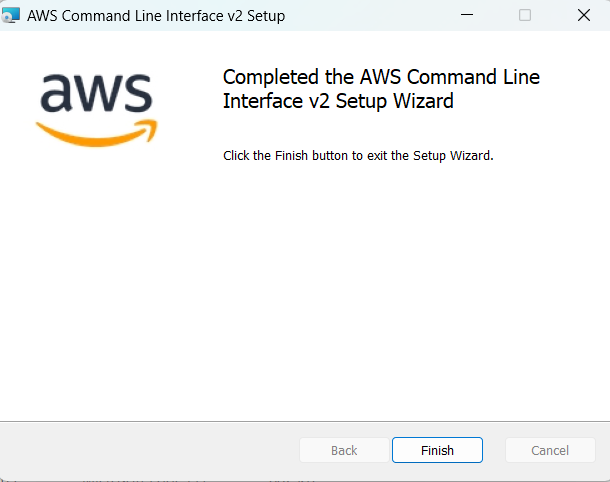 AWS Command Line Interface v2 Setup
aws
Completed the AWS Command Line
Interface v2 Setup Wizard
Click the Finish button to exit the Setup Wizard.
Back
Finish
Cancel